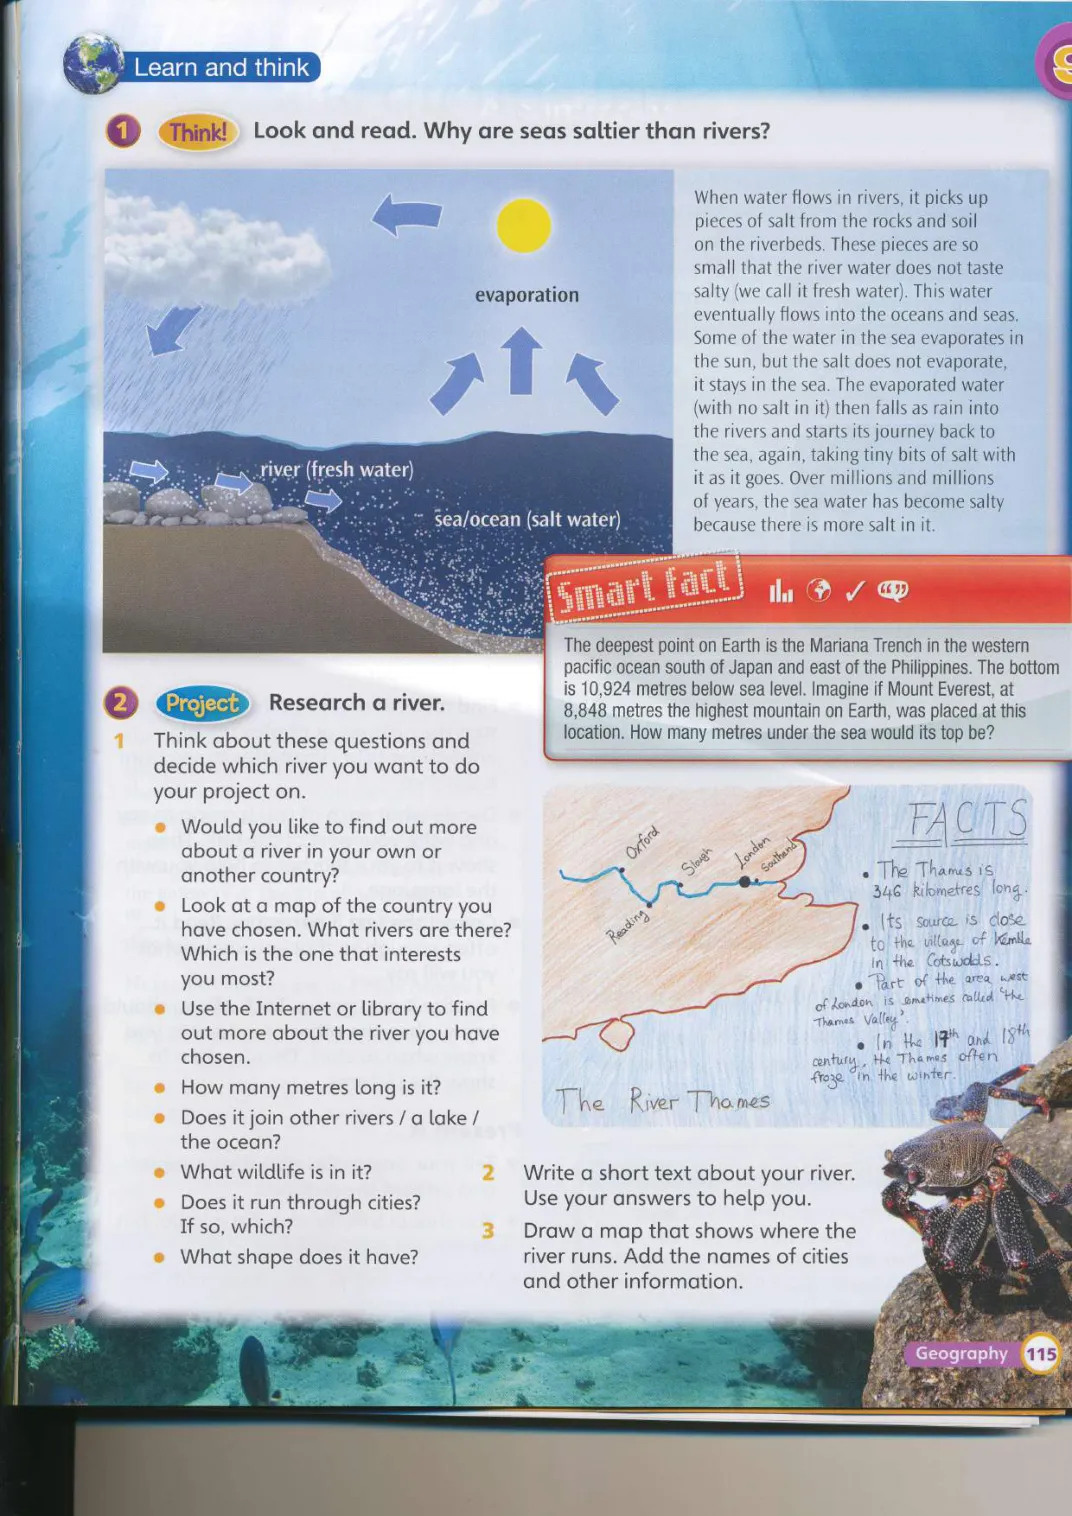 Learn and think
9
1 Think! Look and read. Why are seas saltier than rivers?
evaporation
river (fresh water)
sea/ocean (salt water)
When water flows in rivers, it picks up
pieces of salt from the rocks and soil
on the riverbeds. These pieces are so
small that the river water does not taste
salty (we call it fresh water). This water
eventually flows into the oceans and seas.
Some of the water in the sea evaporates in
the sun, but the salt does not evaporate,
it stays in the sea. The evaporated water
(with no salt in it) then falls as rain into
the rivers and starts its journey back to
the sea, again, taking tiny bits of salt with
it as it goes. Over millions and millions
of years, the sea water has become salty
because there is more salt in it.
Smart fact
The deepest point on Earth is the Mariana Trench in the western
pacific ocean south of Japan and east of the Philippines. The bottom
is 10,924 metres below sea level. Imagine if Mount Everest, at
8,848 metres the highest mountain on Earth, was placed at this
location. How many metres under the sea would its top be?
2 Project Research a river.
1 Think about these questions and
decide which river you want to do
your project on.
• Would you like to find out more
about a river in your own or
another country?
• Look at a map of the country you
have chosen. What rivers are there?
Which is the one that interests
you most?
• Use the Internet or library to find
out more about the river you have
chosen.
• How many metres long is it?
• Does it join other rivers / a lake /
the ocean?
• What wildlife is in it?
• Does it run through cities?
If so, which?
• What shape does it have?
Oxford
Slough
London
Southend
Reading
The River Thames
FACTS
• The Thames is
346 kilometres long.
• Its source is close
to the village of Kemble
in the Cotswolds.
• Part of the area west
of London is sometimes called 'the
Thames Valley'.
• In the 17th and 18th
century, the Thames often
froze in the winter.
2 Write a short text about your river.
Use your answers to help you.
3 Draw a map that shows where the
river runs. Add the names of cities
and other information.
Geography 115